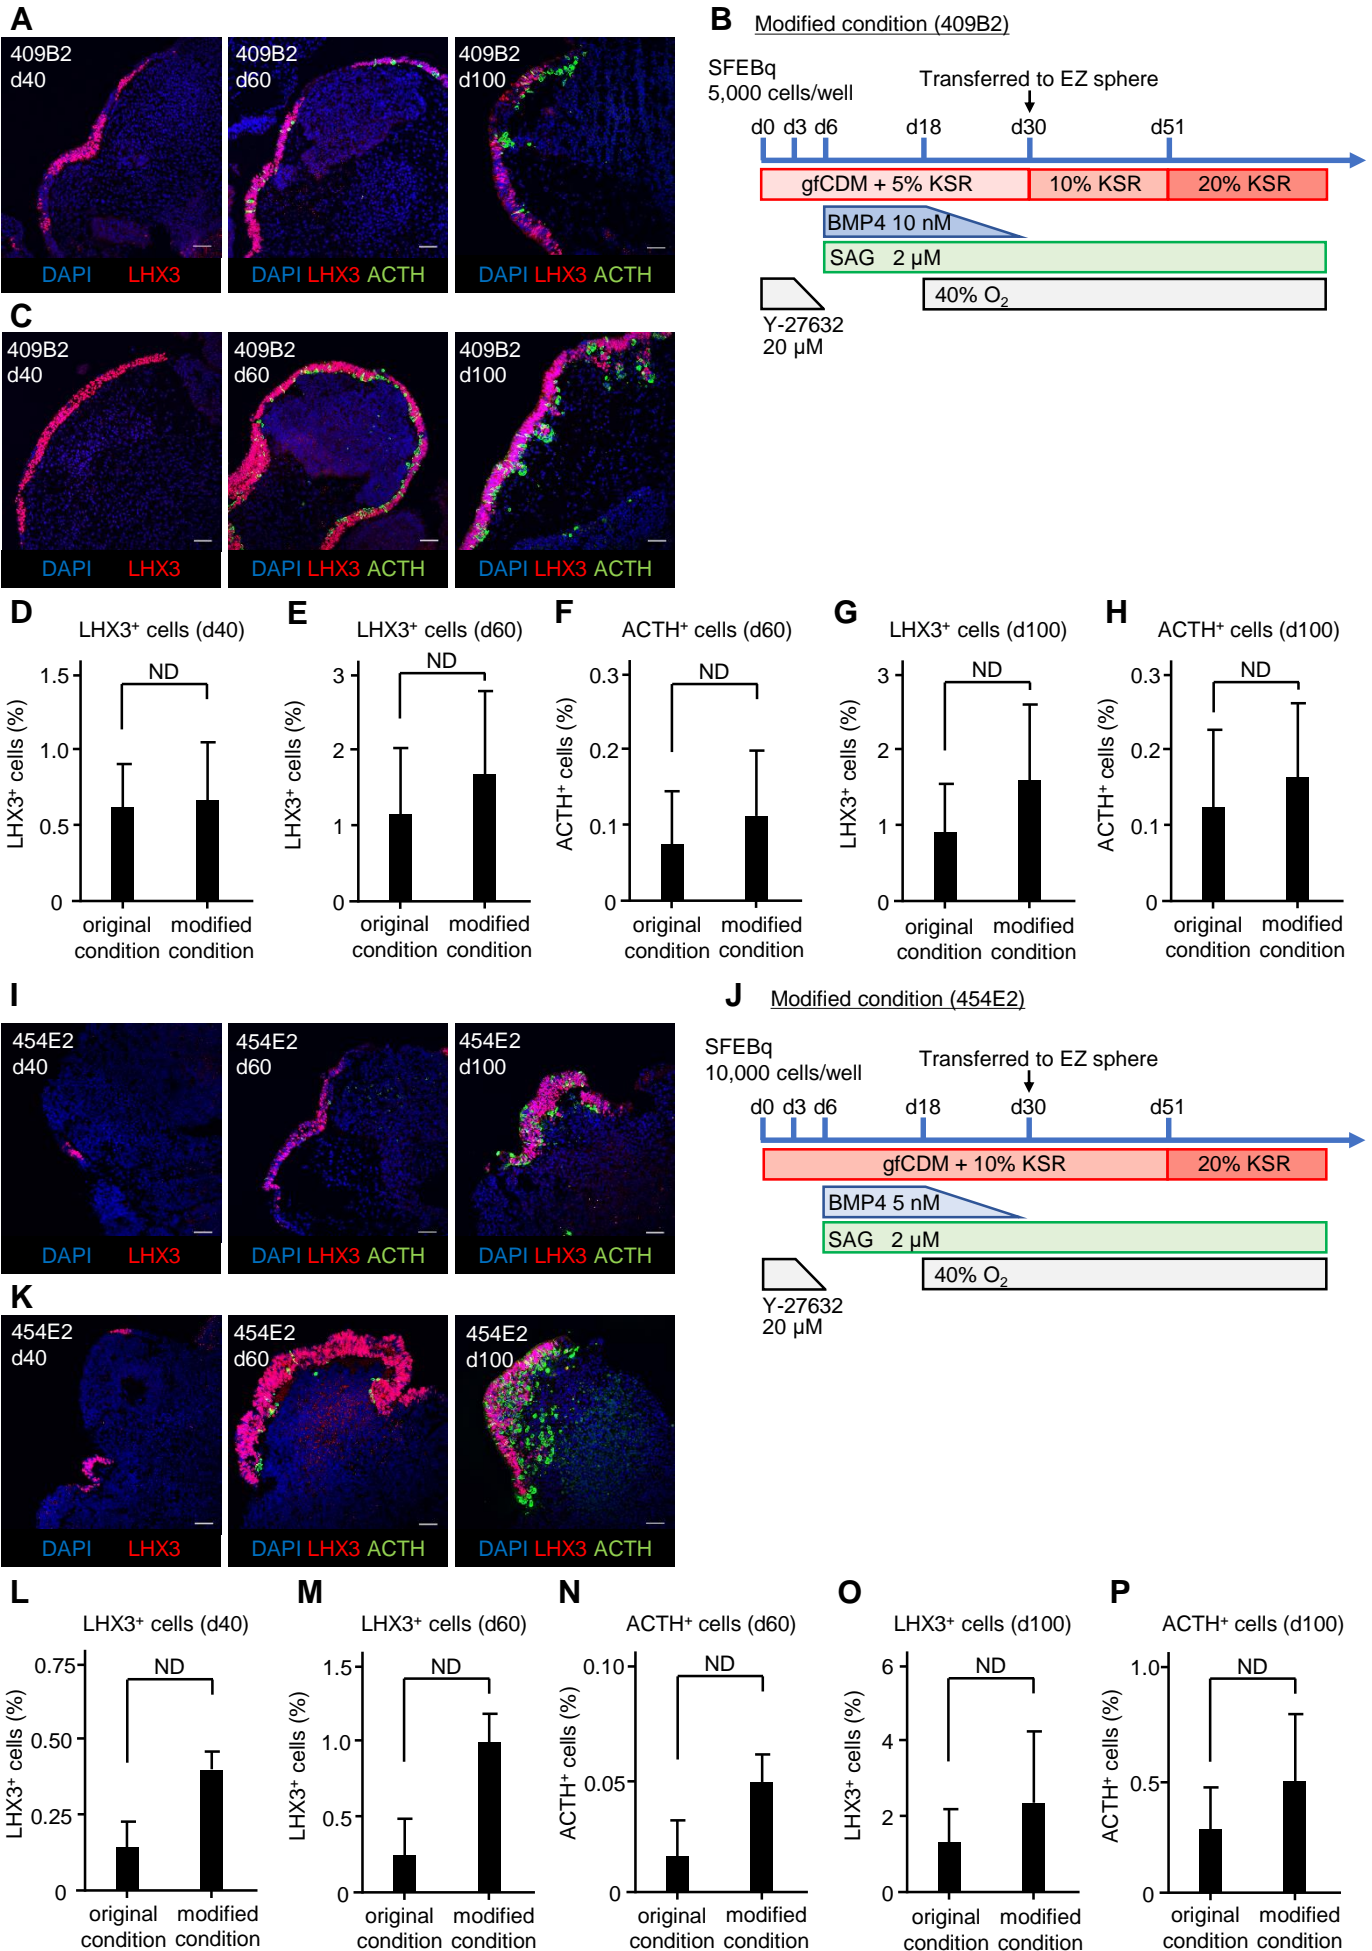 A
409B2
d40
DAPI LHX3
409B2
d60
DAPI LHX3 ACTH
409B2
d100
DAPI LHX3 ACTH
B
Modified condition (409B2)
SFEBq
5,000 cells/well
Transferred to EZ sphere
d0 d3 d6 d18 d30 d51
gfCDM + 5% KSR 10% KSR 20% KSR
BMP4 10 nM
SAG 2 µM
40% O₂
Y-27632
20 µM
C
409B2
d40
DAPI LHX3
409B2
d60
DAPI LHX3 ACTH
409B2
d100
DAPI LHX3 ACTH
D
LHX3⁺ cells (d40)
LHX3⁺ cells (%)
1.5
1.0
0.5
0
ND
original condition
modified condition
E
LHX3⁺ cells (d60)
LHX3⁺ cells (%)
3
2
1
0
ND
original condition
modified condition
F
ACTH⁺ cells (d60)
ACTH⁺ cells (%)
0.3
0.2
0.1
0
ND
original condition
modified condition
G
LHX3⁺ cells (d100)
LHX3⁺ cells (%)
3
2
1
0
ND
original condition
modified condition
H
ACTH⁺ cells (d100)
ACTH⁺ cells (%)
0.3
0.2
0.1
0
ND
original condition
modified condition
I
454E2
d40
DAPI LHX3
454E2
d60
DAPI LHX3 ACTH
454E2
d100
DAPI LHX3 ACTH
J
Modified condition (454E2)
SFEBq
10,000 cells/well
Transferred to EZ sphere
d0 d3 d6 d18 d30 d51
gfCDM + 10% KSR 20% KSR
BMP4 5 nM
SAG 2 µM
40% O₂
Y-27632
20 µM
K
454E2
d40
DAPI LHX3
454E2
d60
DAPI LHX3 ACTH
454E2
d100
DAPI LHX3 ACTH
L
LHX3⁺ cells (d40)
LHX3⁺ cells (%)
0.75
0.50
0.25
0
ND
original condition
modified condition
M
LHX3⁺ cells (d60)
LHX3⁺ cells (%)
1.5
1.0
0.5
0
ND
original condition
modified condition
N
ACTH⁺ cells (d60)
ACTH⁺ cells (%)
0.10
0.05
0
ND
original condition
modified condition
O
LHX3⁺ cells (d100)
LHX3⁺ cells (%)
6
4
2
0
ND
original condition
modified condition
P
ACTH⁺ cells (d100)
ACTH⁺ cells (%)
1.0
0.5
0
ND
original condition
modified condition